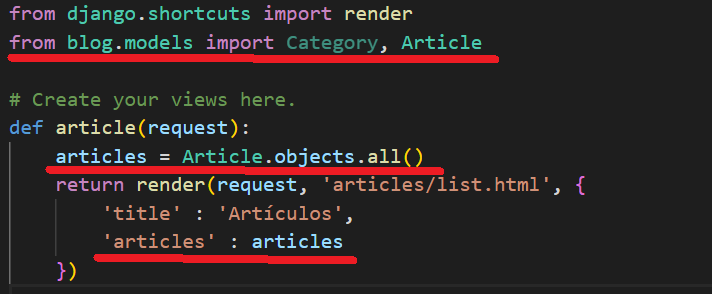 from django.shortcuts import render
from blog.models import Category, Article
# Create your views here.
def article(request):
    articles = Article.objects.all()
    return render(request, 'articles/list.html', {
        'title' : 'Artículos',
        'articles' : articles
    })